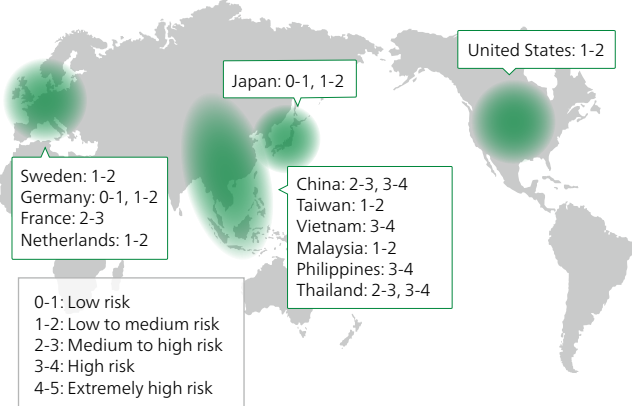 United States: 1-2
Japan: 0-1, 1-2
Sweden: 1-2
Germany: 0-1, 1-2
France: 2-3
Netherlands: 1-2
China: 2-3, 3-4
Taiwan: 1-2
Vietnam: 3-4
Malaysia: 1-2
Philippines: 3-4
Thailand: 2-3, 3-4
0-1: Low risk
1-2: Low to medium risk
2-3: Medium to high risk
3-4: High risk
4-5: Extremely high risk